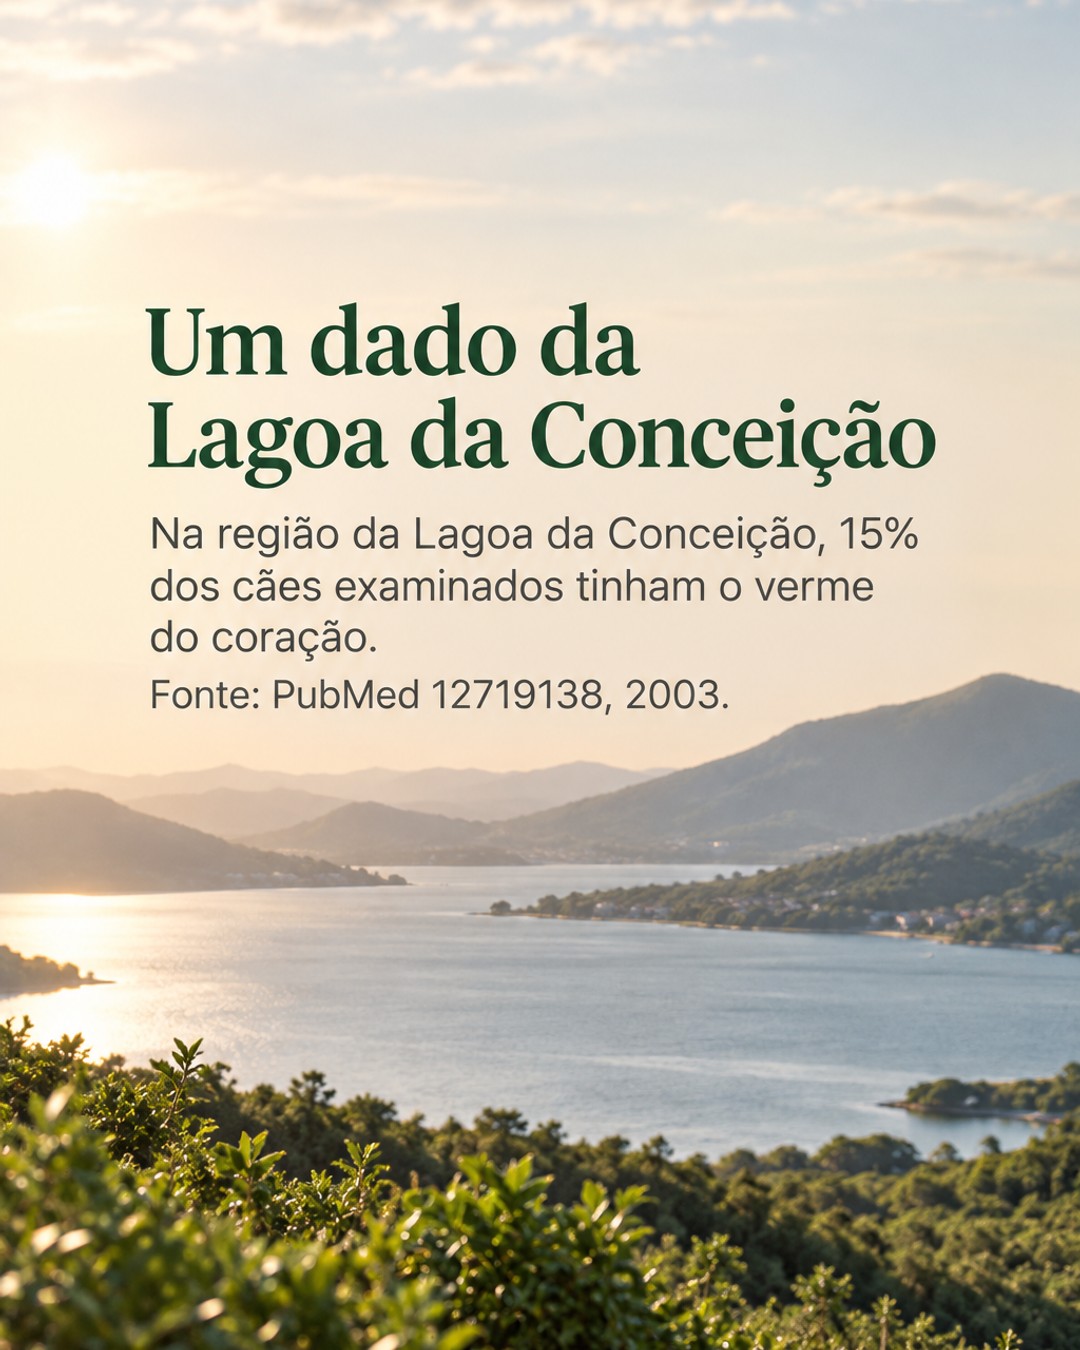 Um dado da
Lagoa da Conceição
Na região da Lagoa da Conceição, 15%
dos cães examinados tinham o verme
do coração.
Fonte: PubMed 12719138, 2003.